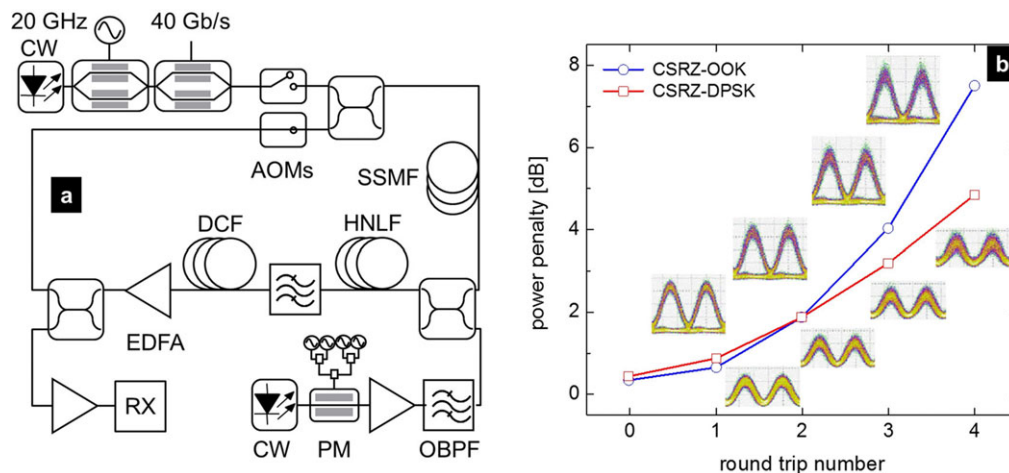 20 GHz
40 Gb/s
CW
AOMs
SSMF
a
DCF
HNLF
EDFA
RX
CW
PM
OBPF
b
CSRZ-OOK
CSRZ-DPSK
power penalty [dB]
8
6
4
2
0
0 1 2 3 4
round trip number